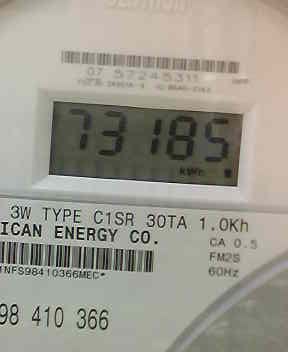 07 57245311
73185
kWh
3W TYPE C1SR 30TA 1.0Kh
ICAN ENERGY CO.
CA 0.5
FM2S
60Hz
1NFS98410366MEC*
98 410 366